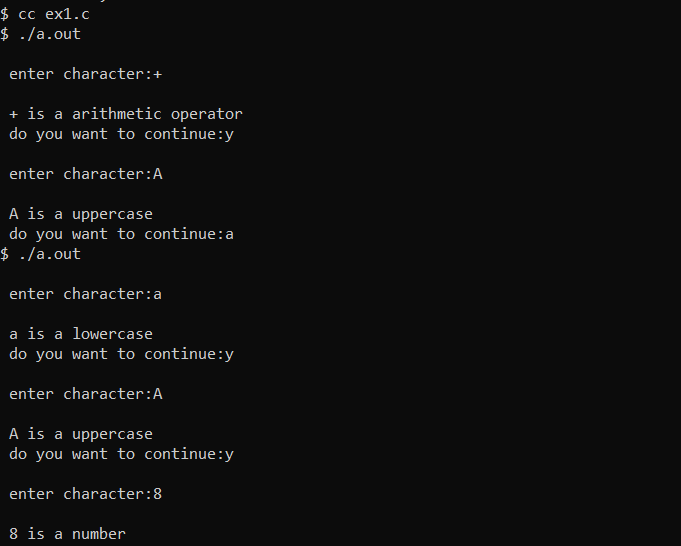 $ cc ex1.c
$ ./a.out
enter character:+
+ is a arithmetic operator
do you want to continue:y
enter character:A
A is a uppercase
do you want to continue:a
$ ./a.out
enter character:a
a is a lowercase
do you want to continue:y
enter character:A
A is a uppercase
do you want to continue:y
enter character:8
8 is a number